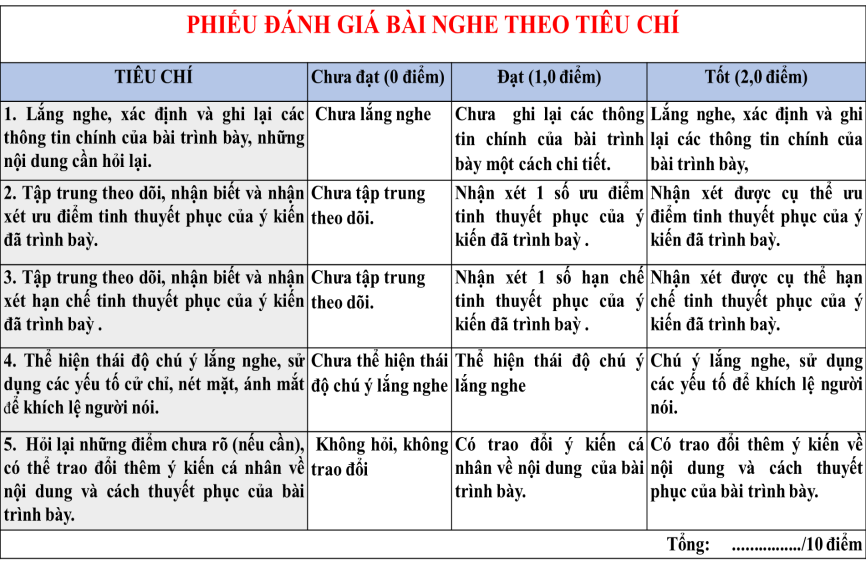 PHIẾU ĐÁNH GIÁ BÀI NGHE THEO TIÊU CHÍ
TIÊU CHÍ
Chưa đạt (0 điểm)
Đạt (1,0 điểm)
Tốt (2,0 điểm)
1. Lắng nghe, xác định và ghi lại các
thông tin chính của bài trình bày, những
nội dung cần hỏi lại.
Chưa lắng nghe
Chưa ghi lại các thông
tin chính của bài trình
bày một cách chi tiết.
Lắng nghe, xác định và ghi
lại các thông tin chính của
bài trình bày,
2. Tập trung theo dõi, nhận biết và nhận
xét ưu điểm tinh thuyết phục của ý kiến
đã trình baỳ.
Chưa tập trung
theo dõi.
Nhận xét 1 số ưu điểm
tinh thuyết phục của ý
kiến đã trình baỳ .
Nhận xét được cụ thể ưu
điểm tinh thuyết phục của ý
kiến đã trình baỳ.
3. Tập trung theo dõi, nhận biết và nhận
xét hạn chế tinh thuyết phục của ý kiến
đã trình baỳ .
Chưa tập trung
theo dõi.
Nhận xét 1 số hạn chế
tinh thuyết phục của ý
kiến đã trình baỳ .
Nhận xét được cụ thể hạn
chế tinh thuyết phục của ý
kiến đã trình baỳ.
4. Thể hiện thái độ chú ý lắng nghe, sử
dụng các yếu tố cử chỉ, nét mặt, ánh mắt
để khích lệ người nói.
Chưa thể hiện thái
độ chú ý lắng nghe
Thể hiện thái độ chú ý
lắng nghe
Chú ý lắng nghe, sử dụng
các yếu tố để khích lệ người
nói.
5. Hỏi lại những điểm chưa rõ (nếu cần),
có thể trao đổi thêm ý kiến cá nhân về
nội dung và cách thuyết phục của bài
trình bày.
Không hỏi, không
trao đổi
Có trao đổi ý kiến cá
nhân về nội dung của bài
trình bày.
Có trao đổi thêm ý kiến về
nội dung và cách thuyết
phục của bài trình bày.
Tổng: ................/10 điểm